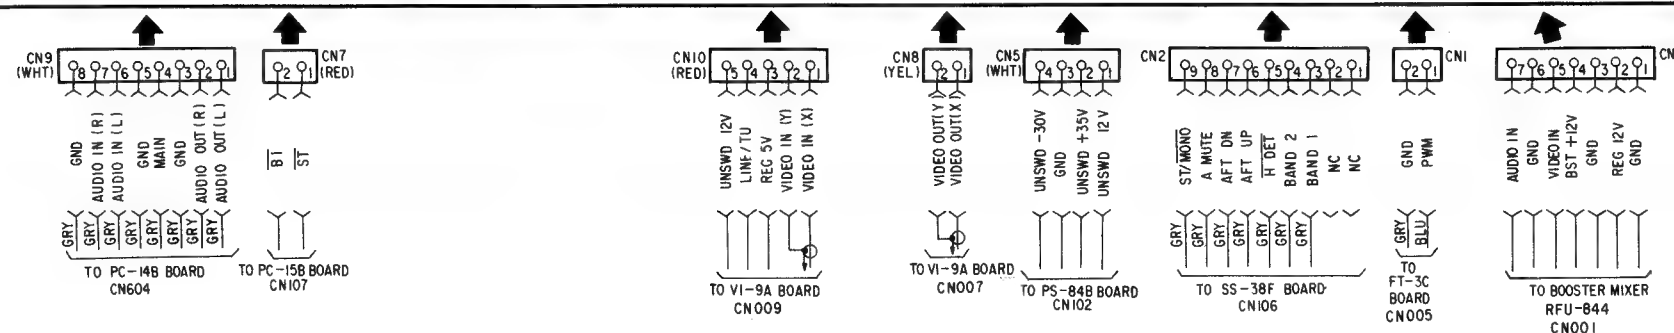 CN9
(WHT)
8 7 6 5 4 3 2 1
GND
AUDIO IN (R)
AUDIO IN (L)
GND
MAIN
GND
AUDIO OUT (R)
AUDIO OUT (L)
GRY GRY GRY GRY GRY GRY GRY GRY
TO PC-14B BOARD
CN604
CN7
(RED)
2 1
B1
ST
TO PC-15B BOARD
CN107
CN10
(RED)
5 4 3 2 1
UNSWD 12V
LINE/TU
REG 5V
VIDEO IN (Y)
VIDEO IN (X)
TO V1-9A BOARD
CN009
CN8
(YEL)
2 1
VIDEO OUT(Y)
VIDEO OUT(X)
TO V1-9A BOARD
CN007
CN5
(WHT)
4 3 2 1
UNSWD -30V
GND
UNSWD +35V
UNSWD 12V
TO PS-84B BOARD
CN102
CN2
9 8 7 6 5 4 3 2 1
ST/MONO
A MUTE
AFT DN
AFT UP
H DET
BAND 2
BAND 1
NC
NC
GRY GRY GRY GRY GRY GRY GRY
TO SS-38F BOARD
CN106
CN1
2 1
GND
PWM
GRY
BLU
TO
FT-3C
BOARD
CN005
CN
7 6 5 4 3 2 1
AUDIO IN
GND
VIDEO IN
BST +12V
GND
REG 12V
GND
TO BOOSTER MIXER
RFU-844
CN001